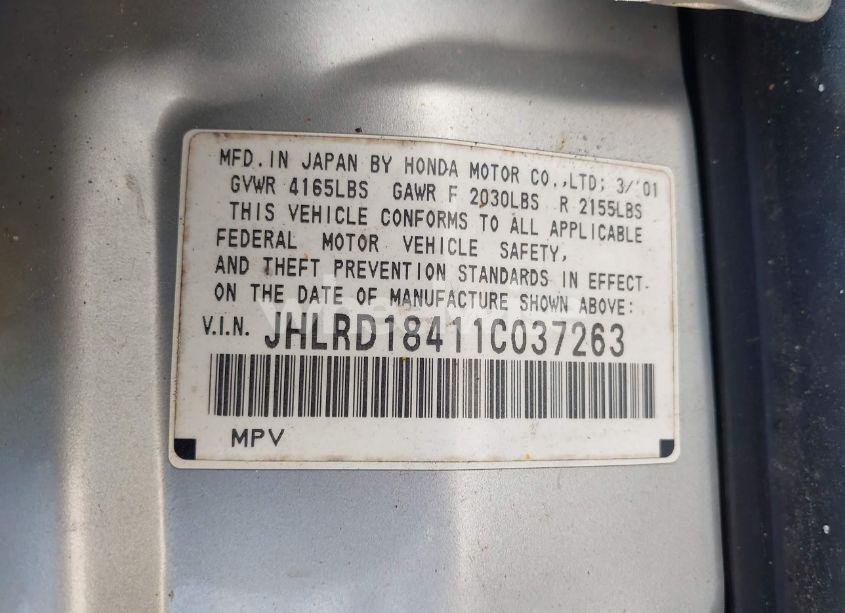 MFD. IN JAPAN BY HONDA MOTOR CO., LTD; 3/'01
GVWR 4165LBS GAWR F 2030LBS R 2155LBS
THIS VEHICLE CONFORMS TO ALL APPLICABLE
FEDERAL MOTOR VEHICLE SAFETY,
AND THEFT PREVENTION STANDARDS IN EFFECT
ON THE DATE OF MANUFACTURE SHOWN ABOVE:
V.I.N. JHLRD18411C037263
MPV